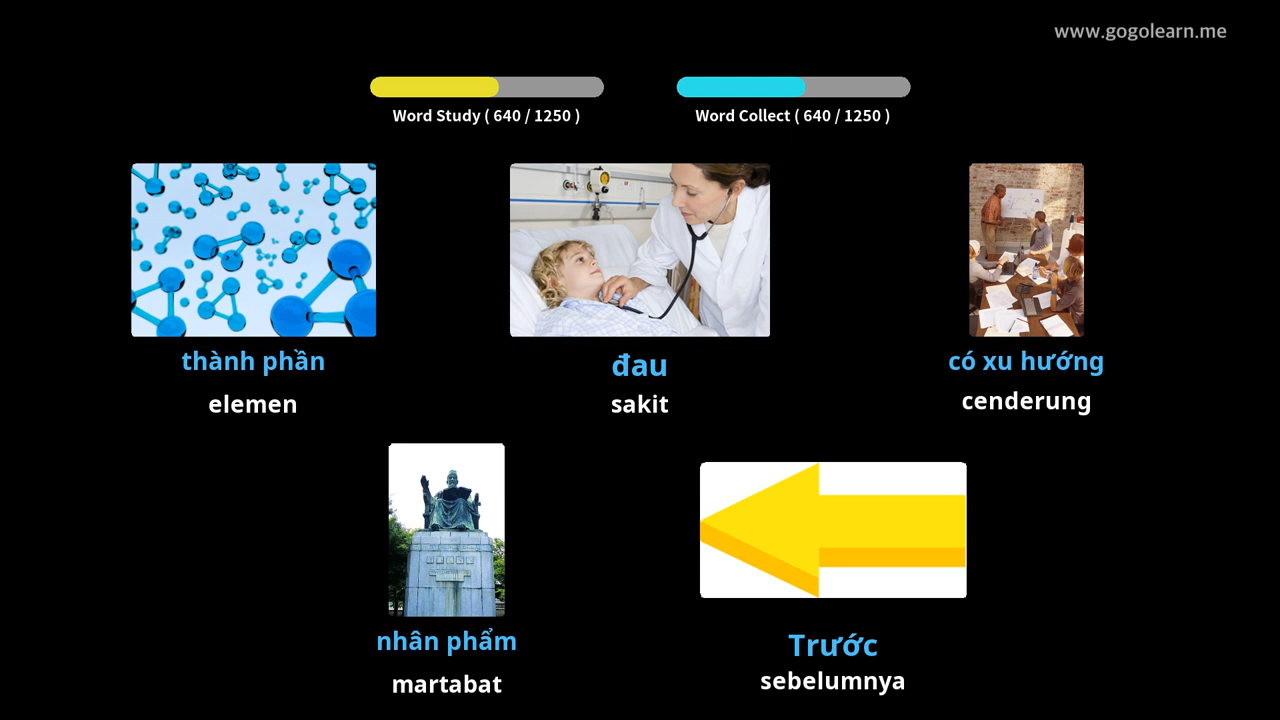 www.gogolearn.me
Word Study ( 640 / 1250 )
Word Collect ( 640 / 1250 )
thành phần
elemen
đau
sakit
có xu hướng
cenderung
nhân phẩm
martabat
Trước
sebelumnya